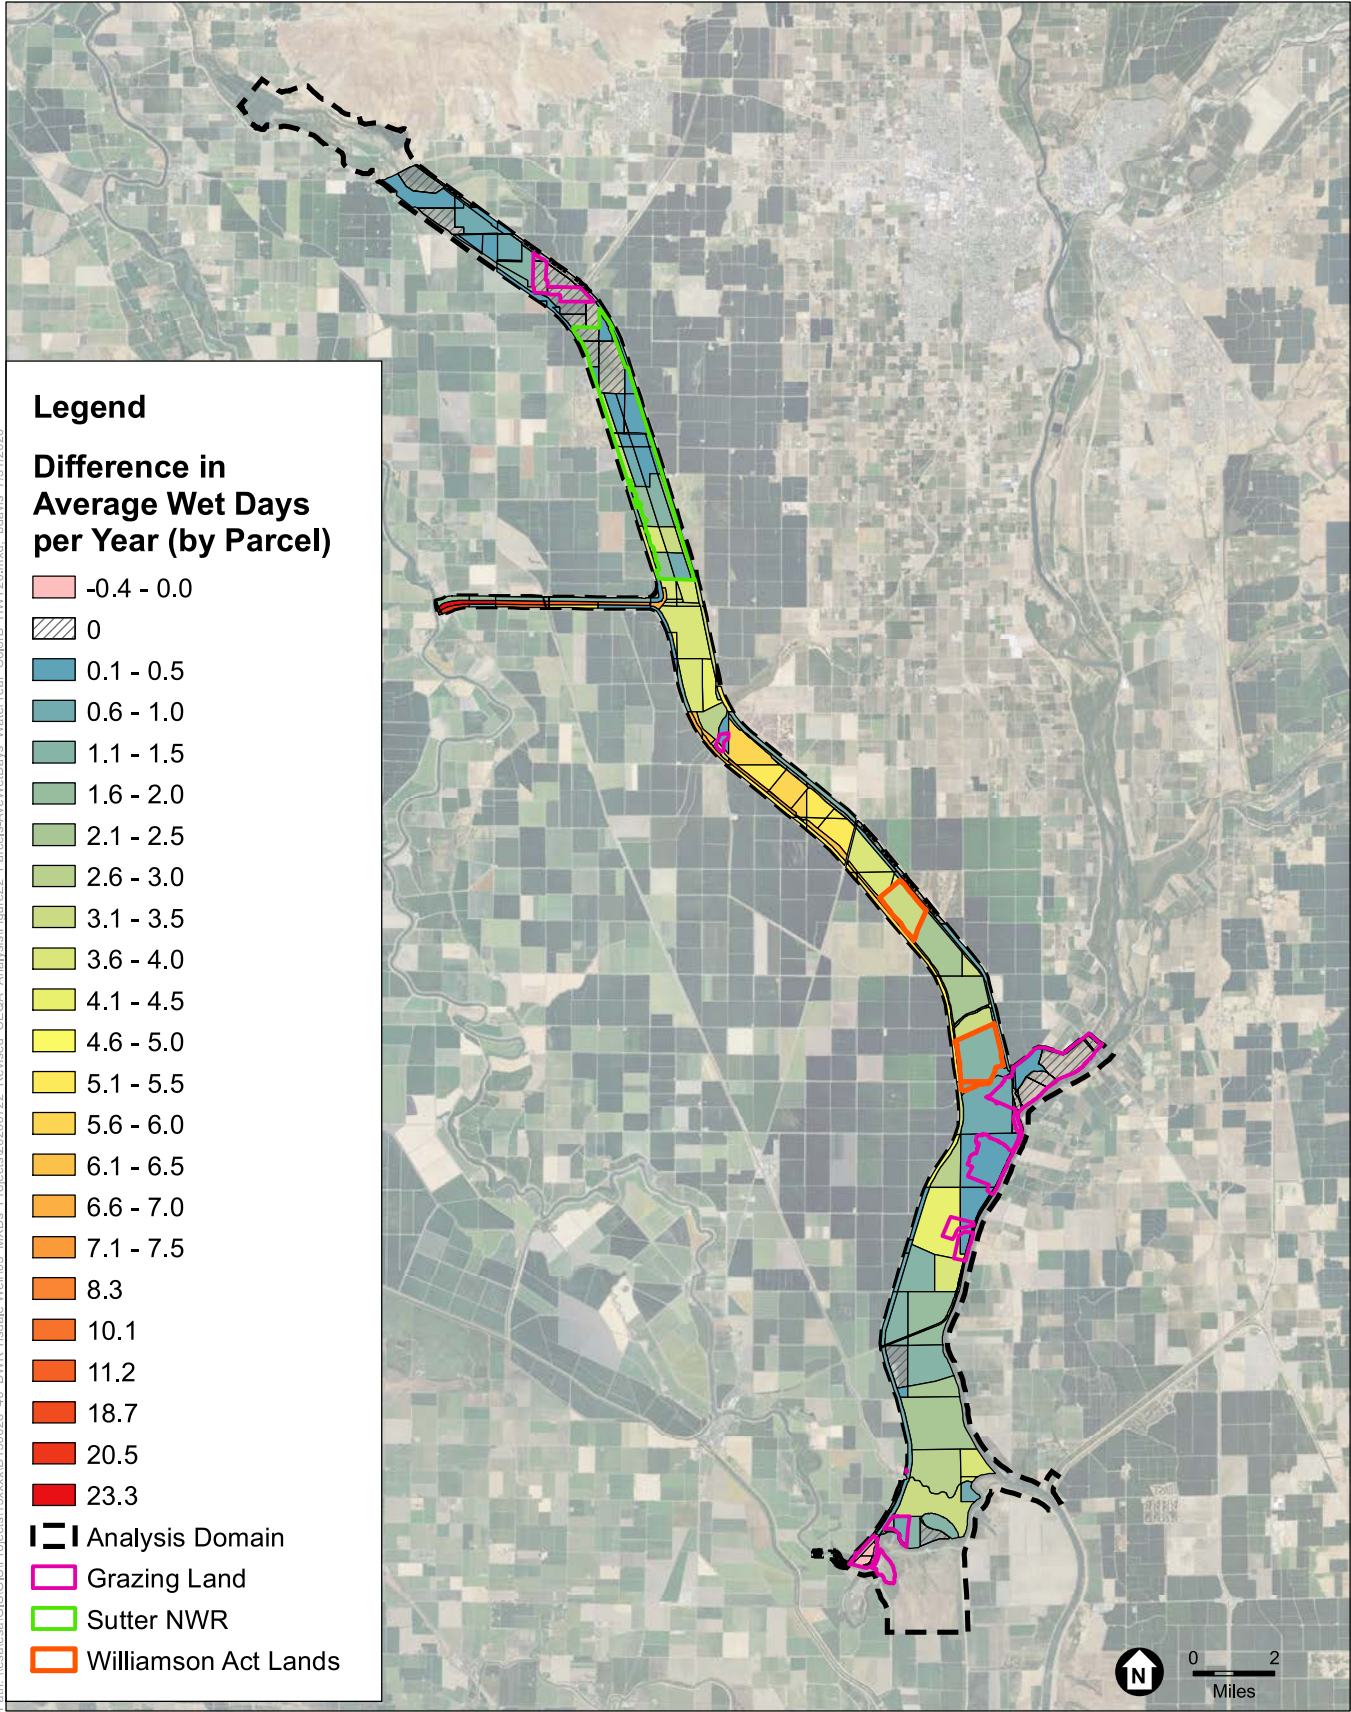 Legend
Difference in
Average Wet Days
per Year (by Parcel)
-0.4 - 0.0
0
0.1 - 0.5
0.6 - 1.0
1.1 - 1.5
1.6 - 2.0
2.1 - 2.5
2.6 - 3.0
3.1 - 3.5
3.6 - 4.0
4.1 - 4.5
4.6 - 5.0
5.1 - 5.5
5.6 - 6.0
6.1 - 6.5
6.6 - 7.0
7.1 - 7.5
8.3
10.1
11.2
18.7
20.5
23.3
Analysis Domain
Grazing Land
Sutter NWR
Williamson Act Lands
N
0 2
Miles